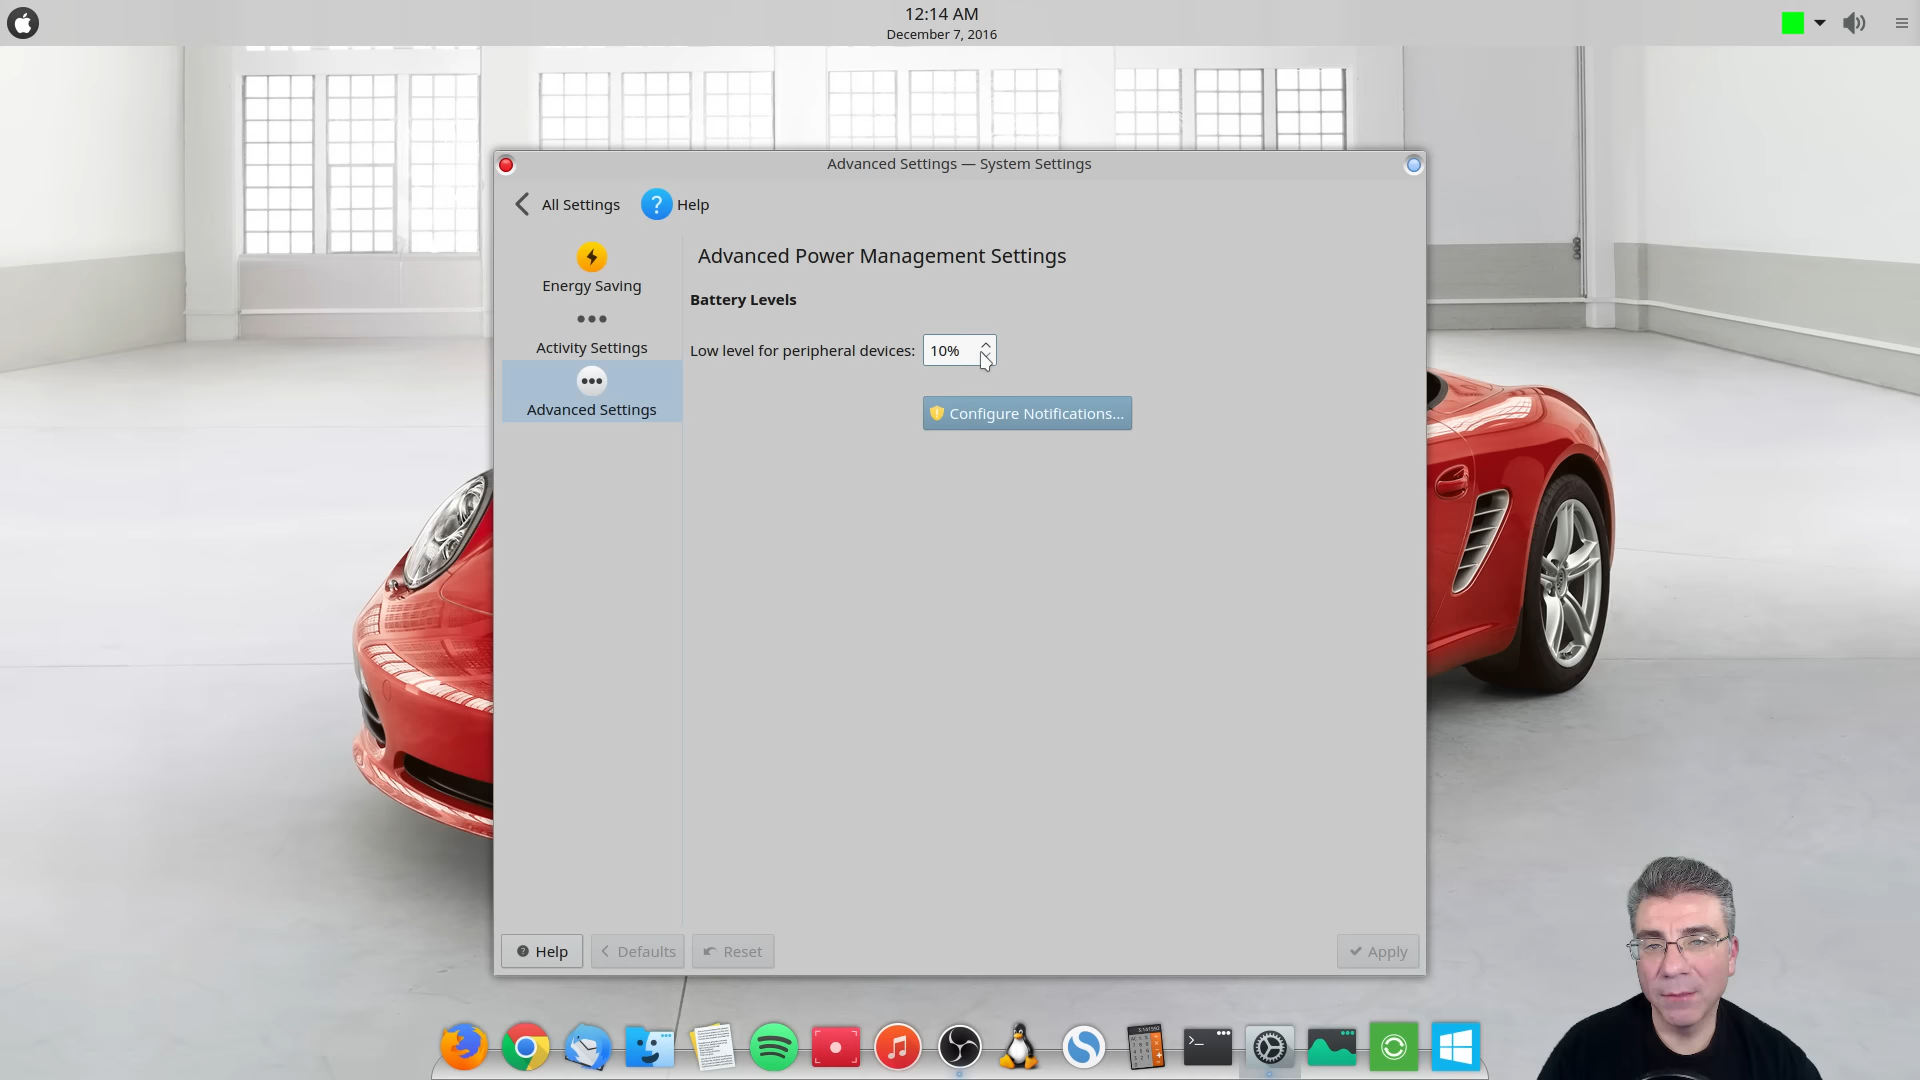 12:14 AM
December 7, 2016
Advanced Settings — System Settings
All Settings
? Help
Energy Saving
Activity Settings
Advanced Settings
Advanced Power Management Settings
Battery Levels
Low level for peripheral devices: 10%
Configure Notifications...
Help
Defaults
Reset
Apply